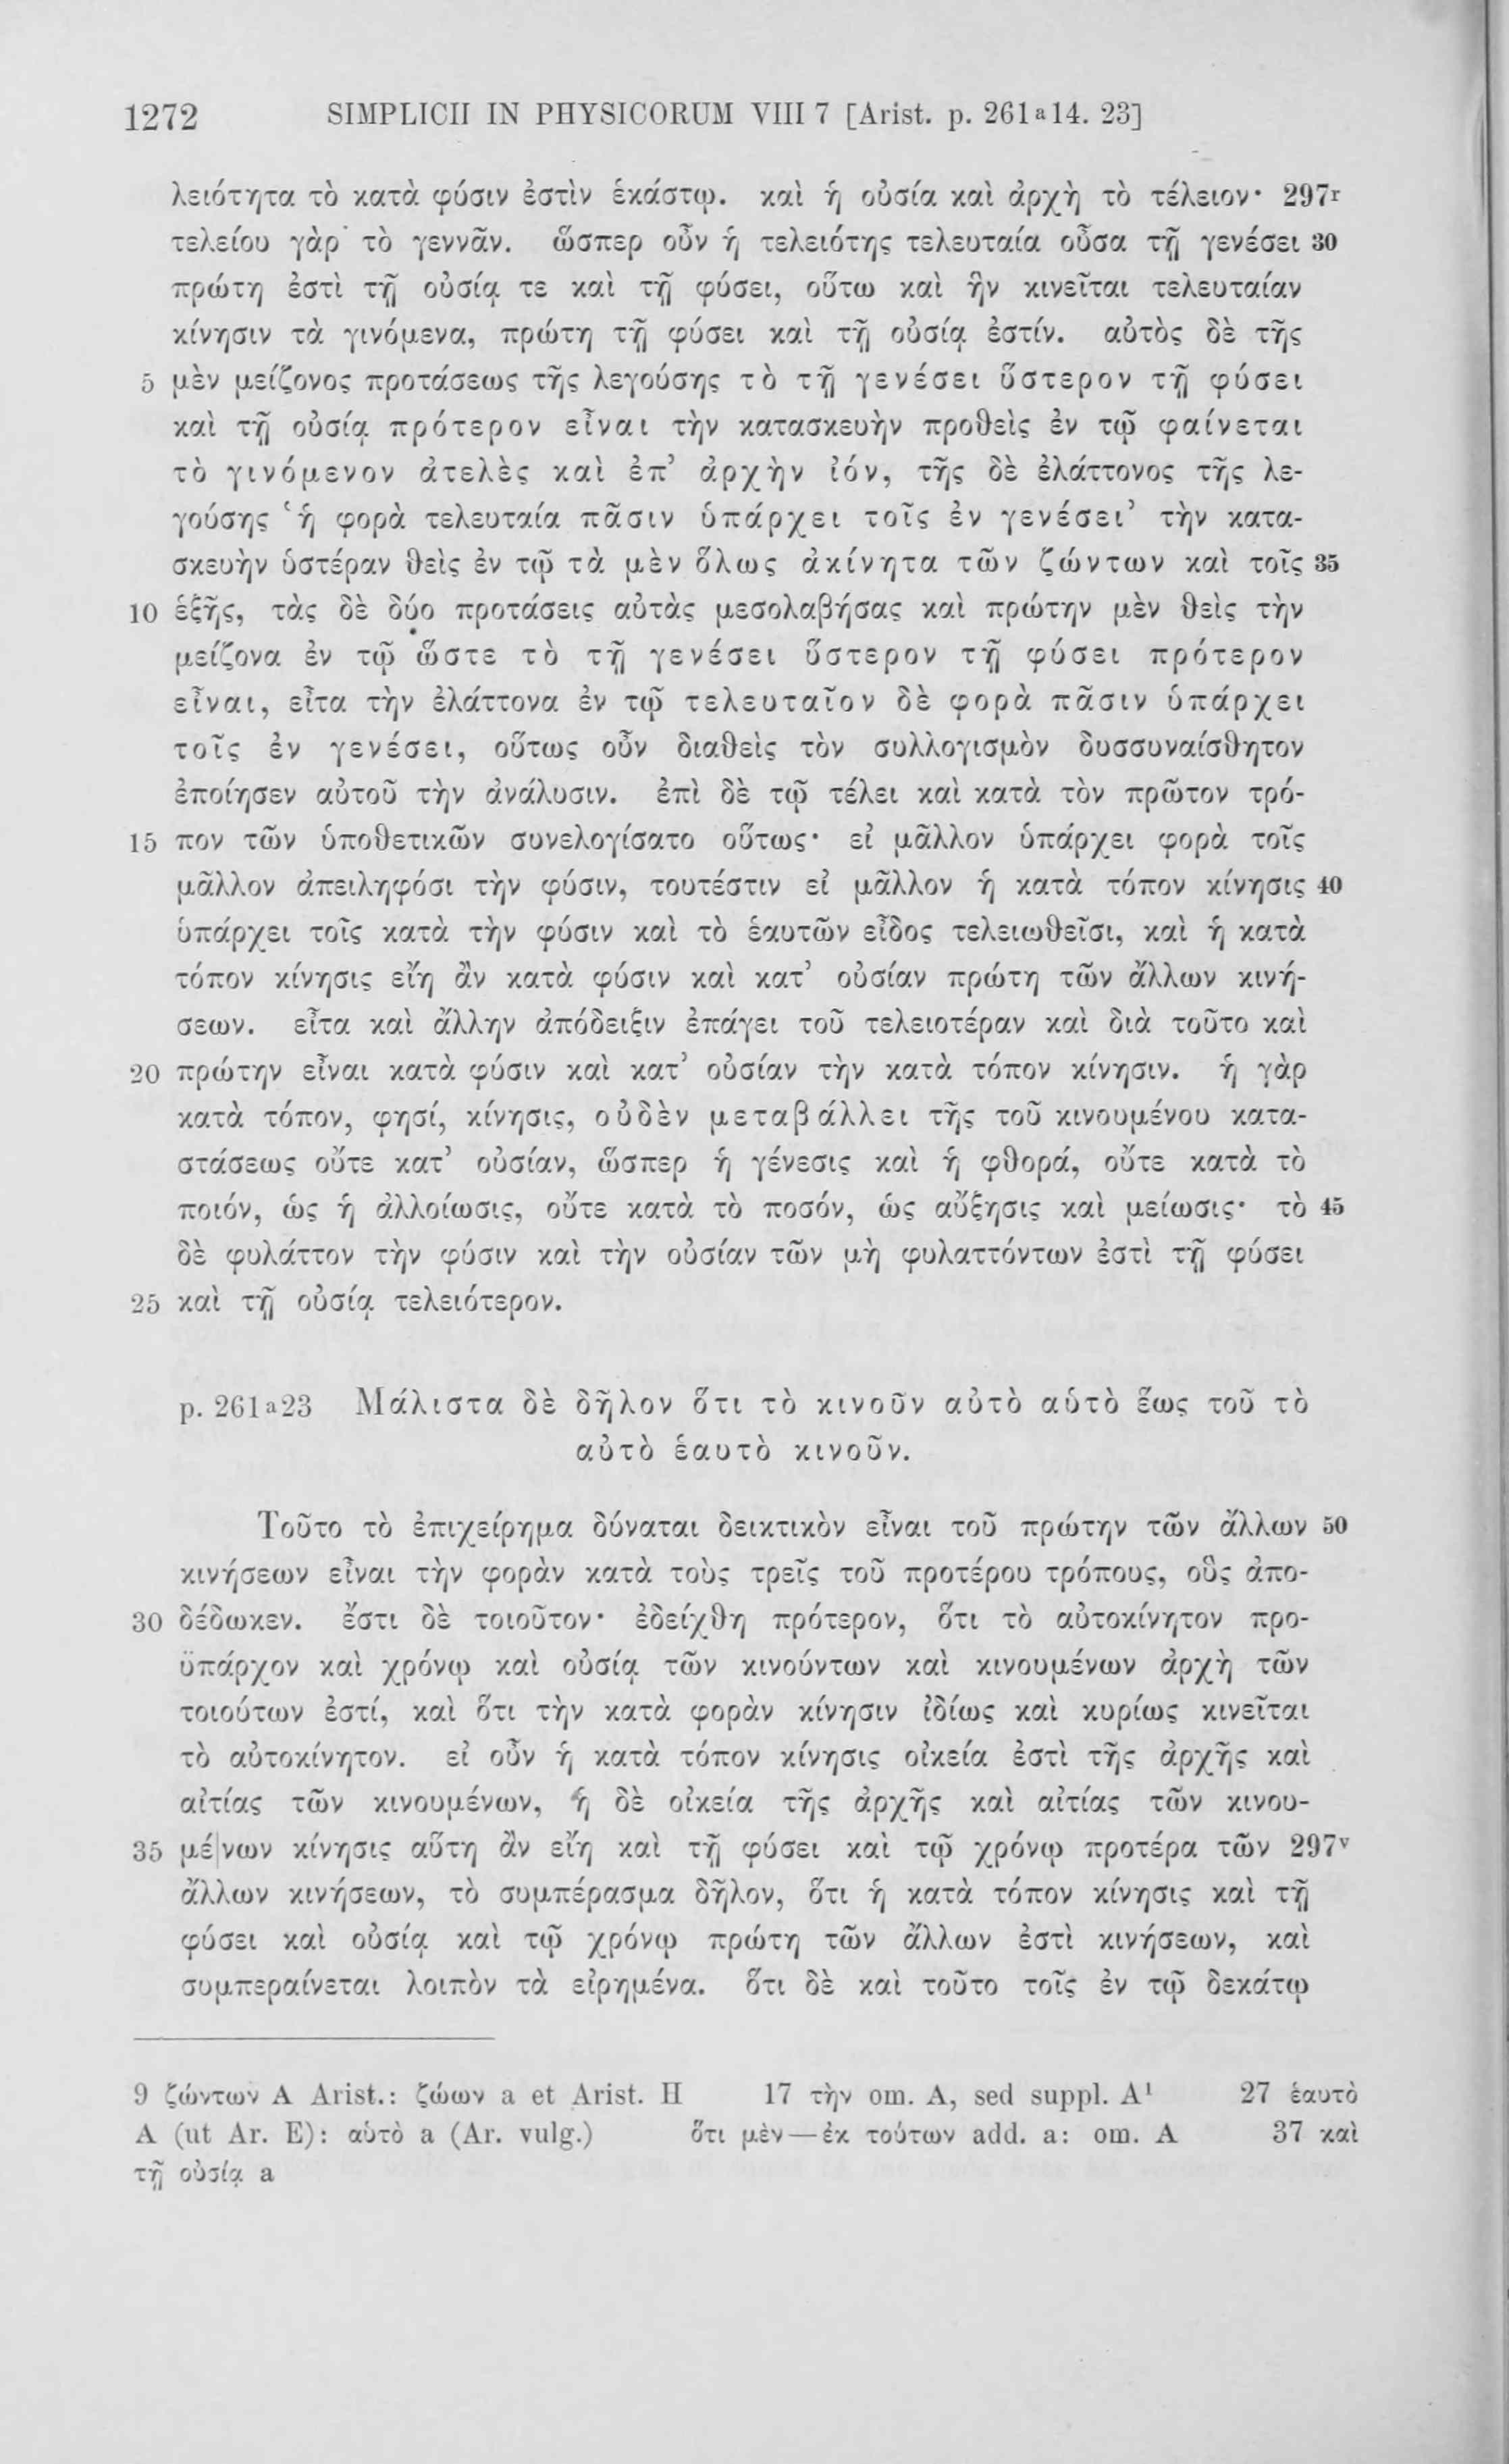 1272 SIMPLICII IN PHYSICORUM VIII 7 [Arist. p. 261 a 14. 23]
λειότητα τὸ κατὰ φύσιν ἐστὶν ἑκάστῳ. καὶ ἡ οὐσία καὶ ἀρχὴ τὸ τέλειον· 297r
τελείου γὰρ τὸ γεννᾶν. ὥσπερ οὖν ἡ τελειότης τελευταία οὖσα τῇ γενέσει 30
πρώτη ἐστὶ τῇ οὐσίᾳ τε καὶ τῇ φύσει, οὕτω καὶ ἣν κινεῖται τελευταίαν
κίνησιν τὰ γινόμενα, πρώτη τῇ φύσει καὶ τῇ οὐσίᾳ ἐστίν. αὐτὸς δὲ τῆς
5 μὲν μείζονος προτάσεως τῆς λεγούσης τὸ τῇ γενέσει ὕστερον τῇ φύσει
καὶ τῇ οὐσίᾳ πρότερον εἶναι τὴν κατασκευὴν προθεὶς ἐν τῷ φαίνεται
τὸ γινόμενον ἀτελὲς καὶ ἐπ’ ἀρχὴν ἰόν, τῆς δὲ ἐλάττονος τῆς λε-
γούσης ‘ἡ φορὰ τελευταία πᾶσιν ὑπάρχει τοῖς ἐν γενέσει’ τὴν κατα-
σκευὴν ὑστέραν θεὶς ἐν τῷ τὰ μὲν ὅλως ἀκίνητα τῶν ζώντων καὶ τοῖς 35
10 ἑξῆς, τὰς δὲ δύο προτάσεις αὐτὰς μεσολαβήσας καὶ πρώτην μὲν θεὶς τὴν
μείζονα ἐν τῷ ὥστε τὸ τῇ γενέσει ὕστερον τῇ φύσει πρότερον
εἶναι, εἶτα τὴν ἐλάττονα ἐν τῷ τελευταῖον δὲ φορὰ πᾶσιν ὑπάρχει
τοῖς ἐν γενέσει, οὕτως οὖν διαθεὶς τὸν συλλογισμὸν δυσσυναίσθητον
ἐποίησεν αὐτοῦ τὴν ἀνάλυσιν. ἐπὶ δὲ τῷ τέλει καὶ κατὰ τὸν πρῶτον τρό-
15 πον τῶν ὑποθετικῶν συνελογίσατο οὕτως· εἰ μᾶλλον ὑπάρχει φορὰ τοῖς
μᾶλλον ἀπειληφόσι τὴν φύσιν, τουτέστιν εἰ μᾶλλον ἡ κατὰ τόπον κίνησις 40
ὑπάρχει τοῖς κατὰ τὴν φύσιν καὶ τὸ ἑαυτῶν εἶδος τελειωθεῖσι, καὶ ἡ κατὰ
τόπον κίνησις εἴη ἂν κατὰ φύσιν καὶ κατ’ οὐσίαν πρώτη τῶν ἄλλων κινή-
σεων. εἶτα καὶ ἄλλην ἀπόδειξιν ἐπάγει τοῦ τελειοτέραν καὶ διὰ τοῦτο καὶ
20 πρώτην εἶναι κατὰ φύσιν καὶ κατ’ οὐσίαν τὴν κατὰ τόπον κίνησιν. ἡ γὰρ
κατὰ τόπον, φησί, κίνησις, οὐδὲν μεταβάλλει τῆς τοῦ κινουμένου κατα-
στάσεως οὔτε κατ’ οὐσίαν, ὥσπερ ἡ γένεσις καὶ ἡ φθορά, οὔτε κατὰ τὸ
ποιόν, ὡς ἡ ἀλλοίωσις, οὔτε κατὰ τὸ ποσόν, ὡς αὔξησις καὶ μείωσις· τὸ 45
δὲ φυλάττον τὴν φύσιν καὶ τὴν οὐσίαν τῶν μὴ φυλαττόντων ἐστὶ τῇ φύσει
25 καὶ τῇ οὐσίᾳ τελειότερον.
p. 261 a 23 Μάλιστα δὲ δῆλον ὅτι τὸ κινοῦν αὐτὸ αὑτὸ ἕως τοῦ τὸ
αὐτὸ ἑαυτὸ κινοῦν.
Τοῦτο τὸ ἐπιχείρημα δύναται δεικτικὸν εἶναι τοῦ πρώτην τῶν ἄλλων 50
κινήσεων εἶναι τὴν φορὰν κατὰ τοὺς τρεῖς τοῦ προτέρου τρόπους, οὓς ἀπο-
30 δέδωκεν. ἔστι δὲ τοιοῦτον· ἐδείχθη πρότερον, ὅτι τὸ αὐτοκίνητον προ-
ϋπάρχον καὶ χρόνῳ καὶ οὐσίᾳ τῶν κινούντων καὶ κινουμένων ἀρχὴ τῶν
τοιούτων ἐστί, καὶ ὅτι τὴν κατὰ φορὰν κίνησιν ἰδίως καὶ κυρίως κινεῖται
τὸ αὐτοκίνητον. εἰ οὖν ἡ κατὰ τόπον κίνησις οἰκεία ἐστὶ τῆς ἀρχῆς καὶ
αἰτίας τῶν κινουμένων, ἡ δὲ οἰκεία τῆς ἀρχῆς καὶ αἰτίας τῶν κινου-
35 μέ|νων κίνησις αὕτη ἂν εἴη καὶ τῇ φύσει καὶ τῷ χρόνῳ προτέρα τῶν 297v
ἄλλων κινήσεων, τὸ συμπέρασμα δῆλον, ὅτι ἡ κατὰ τόπον κίνησις καὶ τῇ
φύσει καὶ οὐσίᾳ καὶ τῷ χρόνῳ πρώτη τῶν ἄλλων ἐστὶ κινήσεων, καὶ
συμπεραίνεται λοιπὸν τὰ εἰρημένα. ὅτι δὲ καὶ τοῦτο τοῖς ἐν τῷ δεκάτῳ
9 ζώντων A Arist.: ζώων a et Arist. H 17 τὴν om. A, sed suppl. A¹ 27 ἑαυτὸ
A (ut Ar. E): αὑτὸ a (Ar. vulg.) ὅτι μὲν—ἐκ τούτων add. a: om. A 37 καὶ
τῇ οὐσίᾳ a